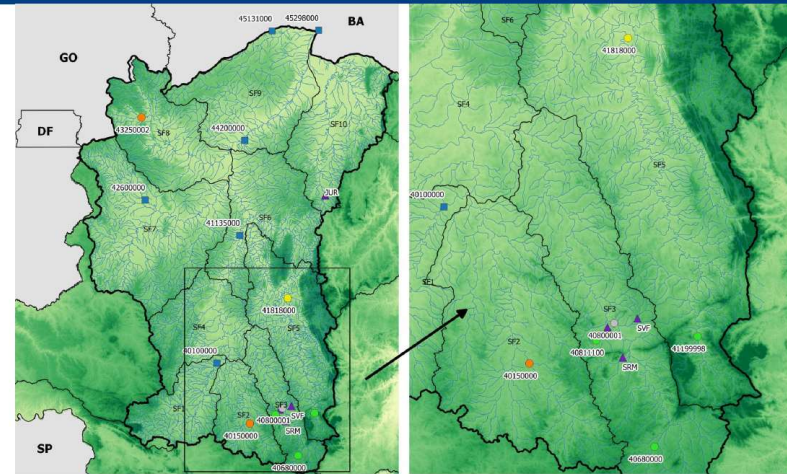 45131000 45298000
BA
GO
SF9
DF
43250002
SF8
44200000
SF10
42600000
JUR
41135000
SF6
SF7
41818000
SF4
SF5
40100000
SF1
SF2
SF3
40800001
SVF
40150000
SRM
SP
40680000
SF6
41818000
SF4
SF5
40100000
SF1
SF3
SVF
SF2
40800001
41199998
40811100
SRM
40150000
40680000